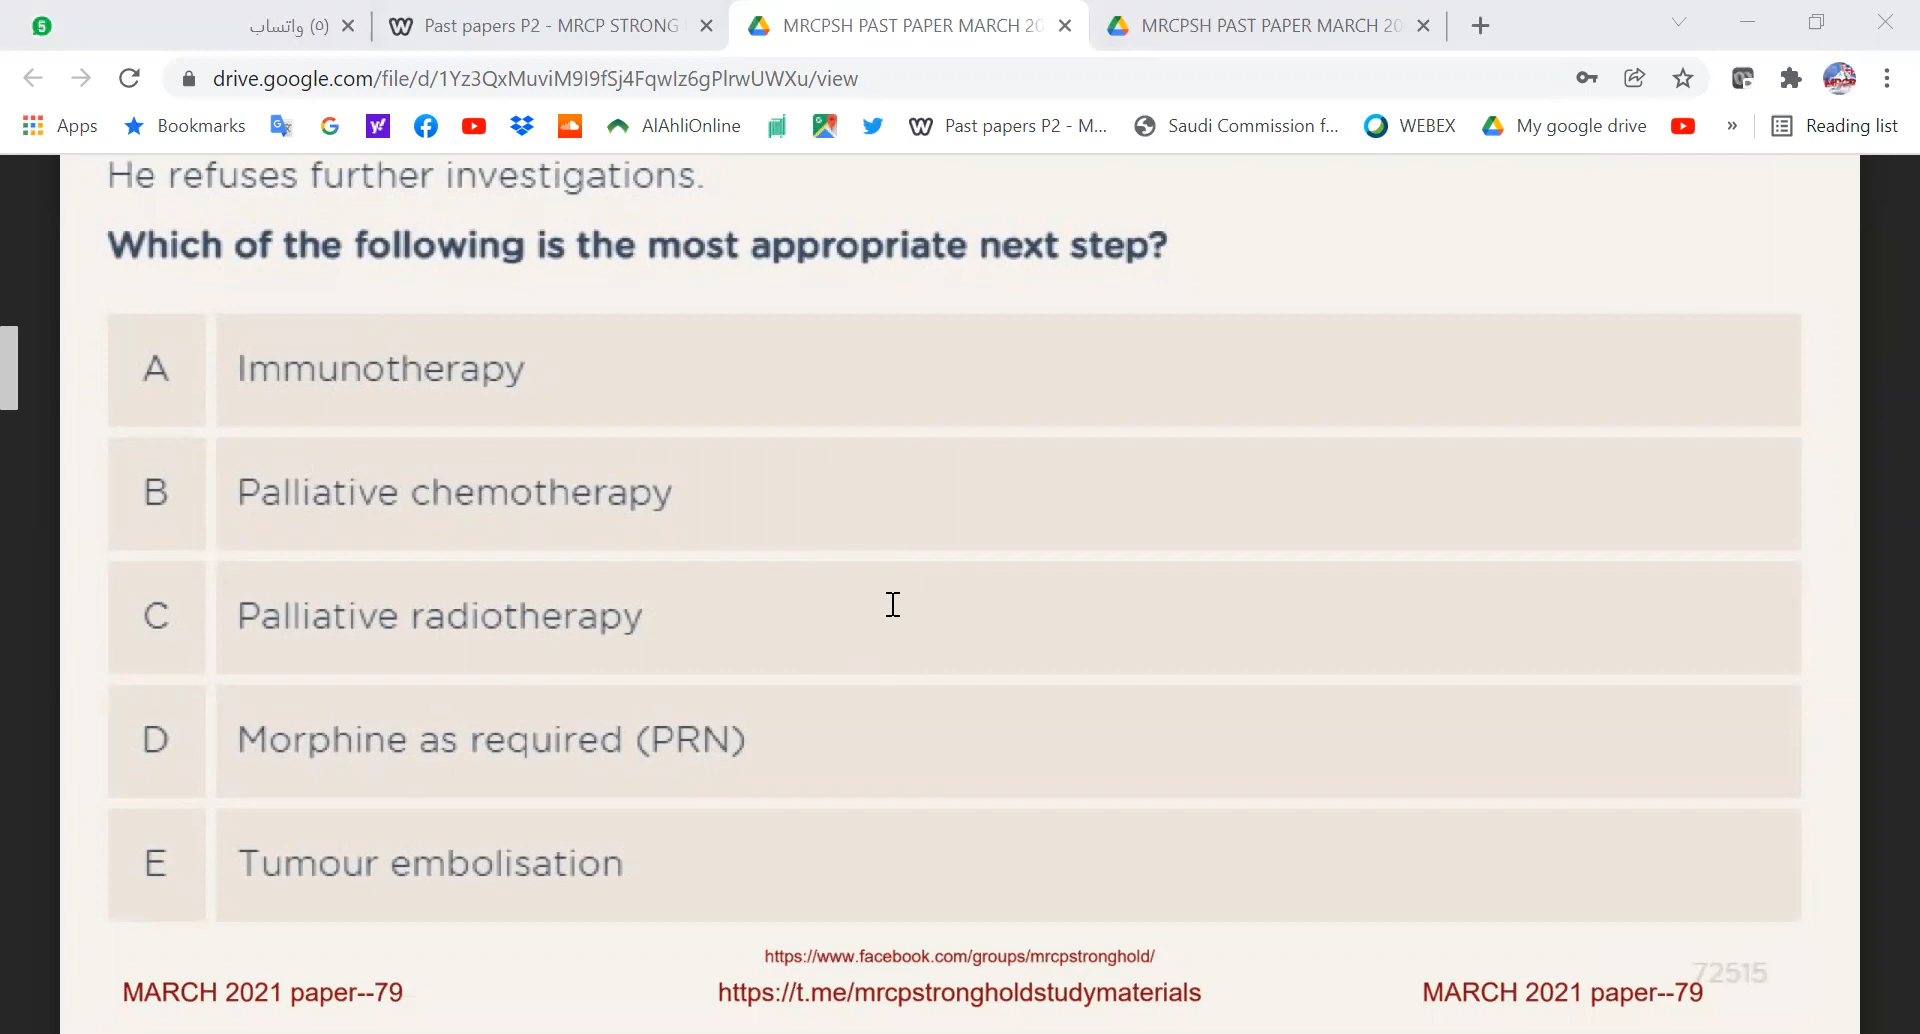 واتساب (٥)
Past papers P2 - MRCP STRONG
MRCPSH PAST PAPER MARCH 20
MRCPSH PAST PAPER MARCH 20
drive.google.com/file/d/1Yz3QxMuviM9I9fSj4FqwIz6gPlrwUWXu/view
Apps Bookmarks AlAhliOnline Past papers P2 - M... Saudi Commission f... WEBEX My google drive » Reading list
He refuses further investigations.
Which of the following is the most appropriate next step?
A Immunotherapy
B Palliative chemotherapy
C Palliative radiotherapy
D Morphine as required (PRN)
E Tumour embolisation
https://www.facebook.com/groups/mrcpstronghold/
72515
MARCH 2021 paper--79 https://t.me/mrcpstrongholdstudymaterials MARCH 2021 paper--79